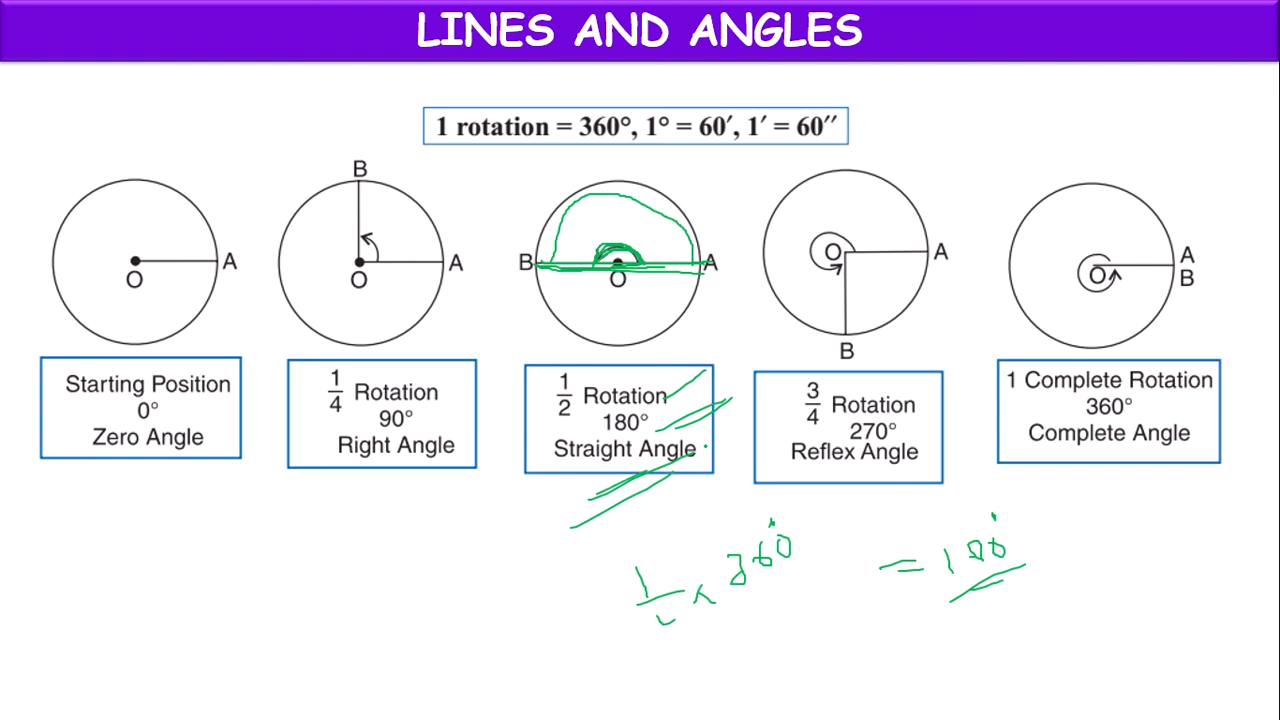 LINES AND ANGLES
1 rotation = 360°, 1° = 60′, 1′ = 60′′
O
A
B
O
A
B
O
A
O
A
B
O
A
B
Starting Position
0°
Zero Angle
1/4 Rotation
90°
Right Angle
1/2 Rotation
180°
Straight Angle
3/4 Rotation
270°
Reflex Angle
1 Complete Rotation
360°
Complete Angle
1/2 × 360° = 180°